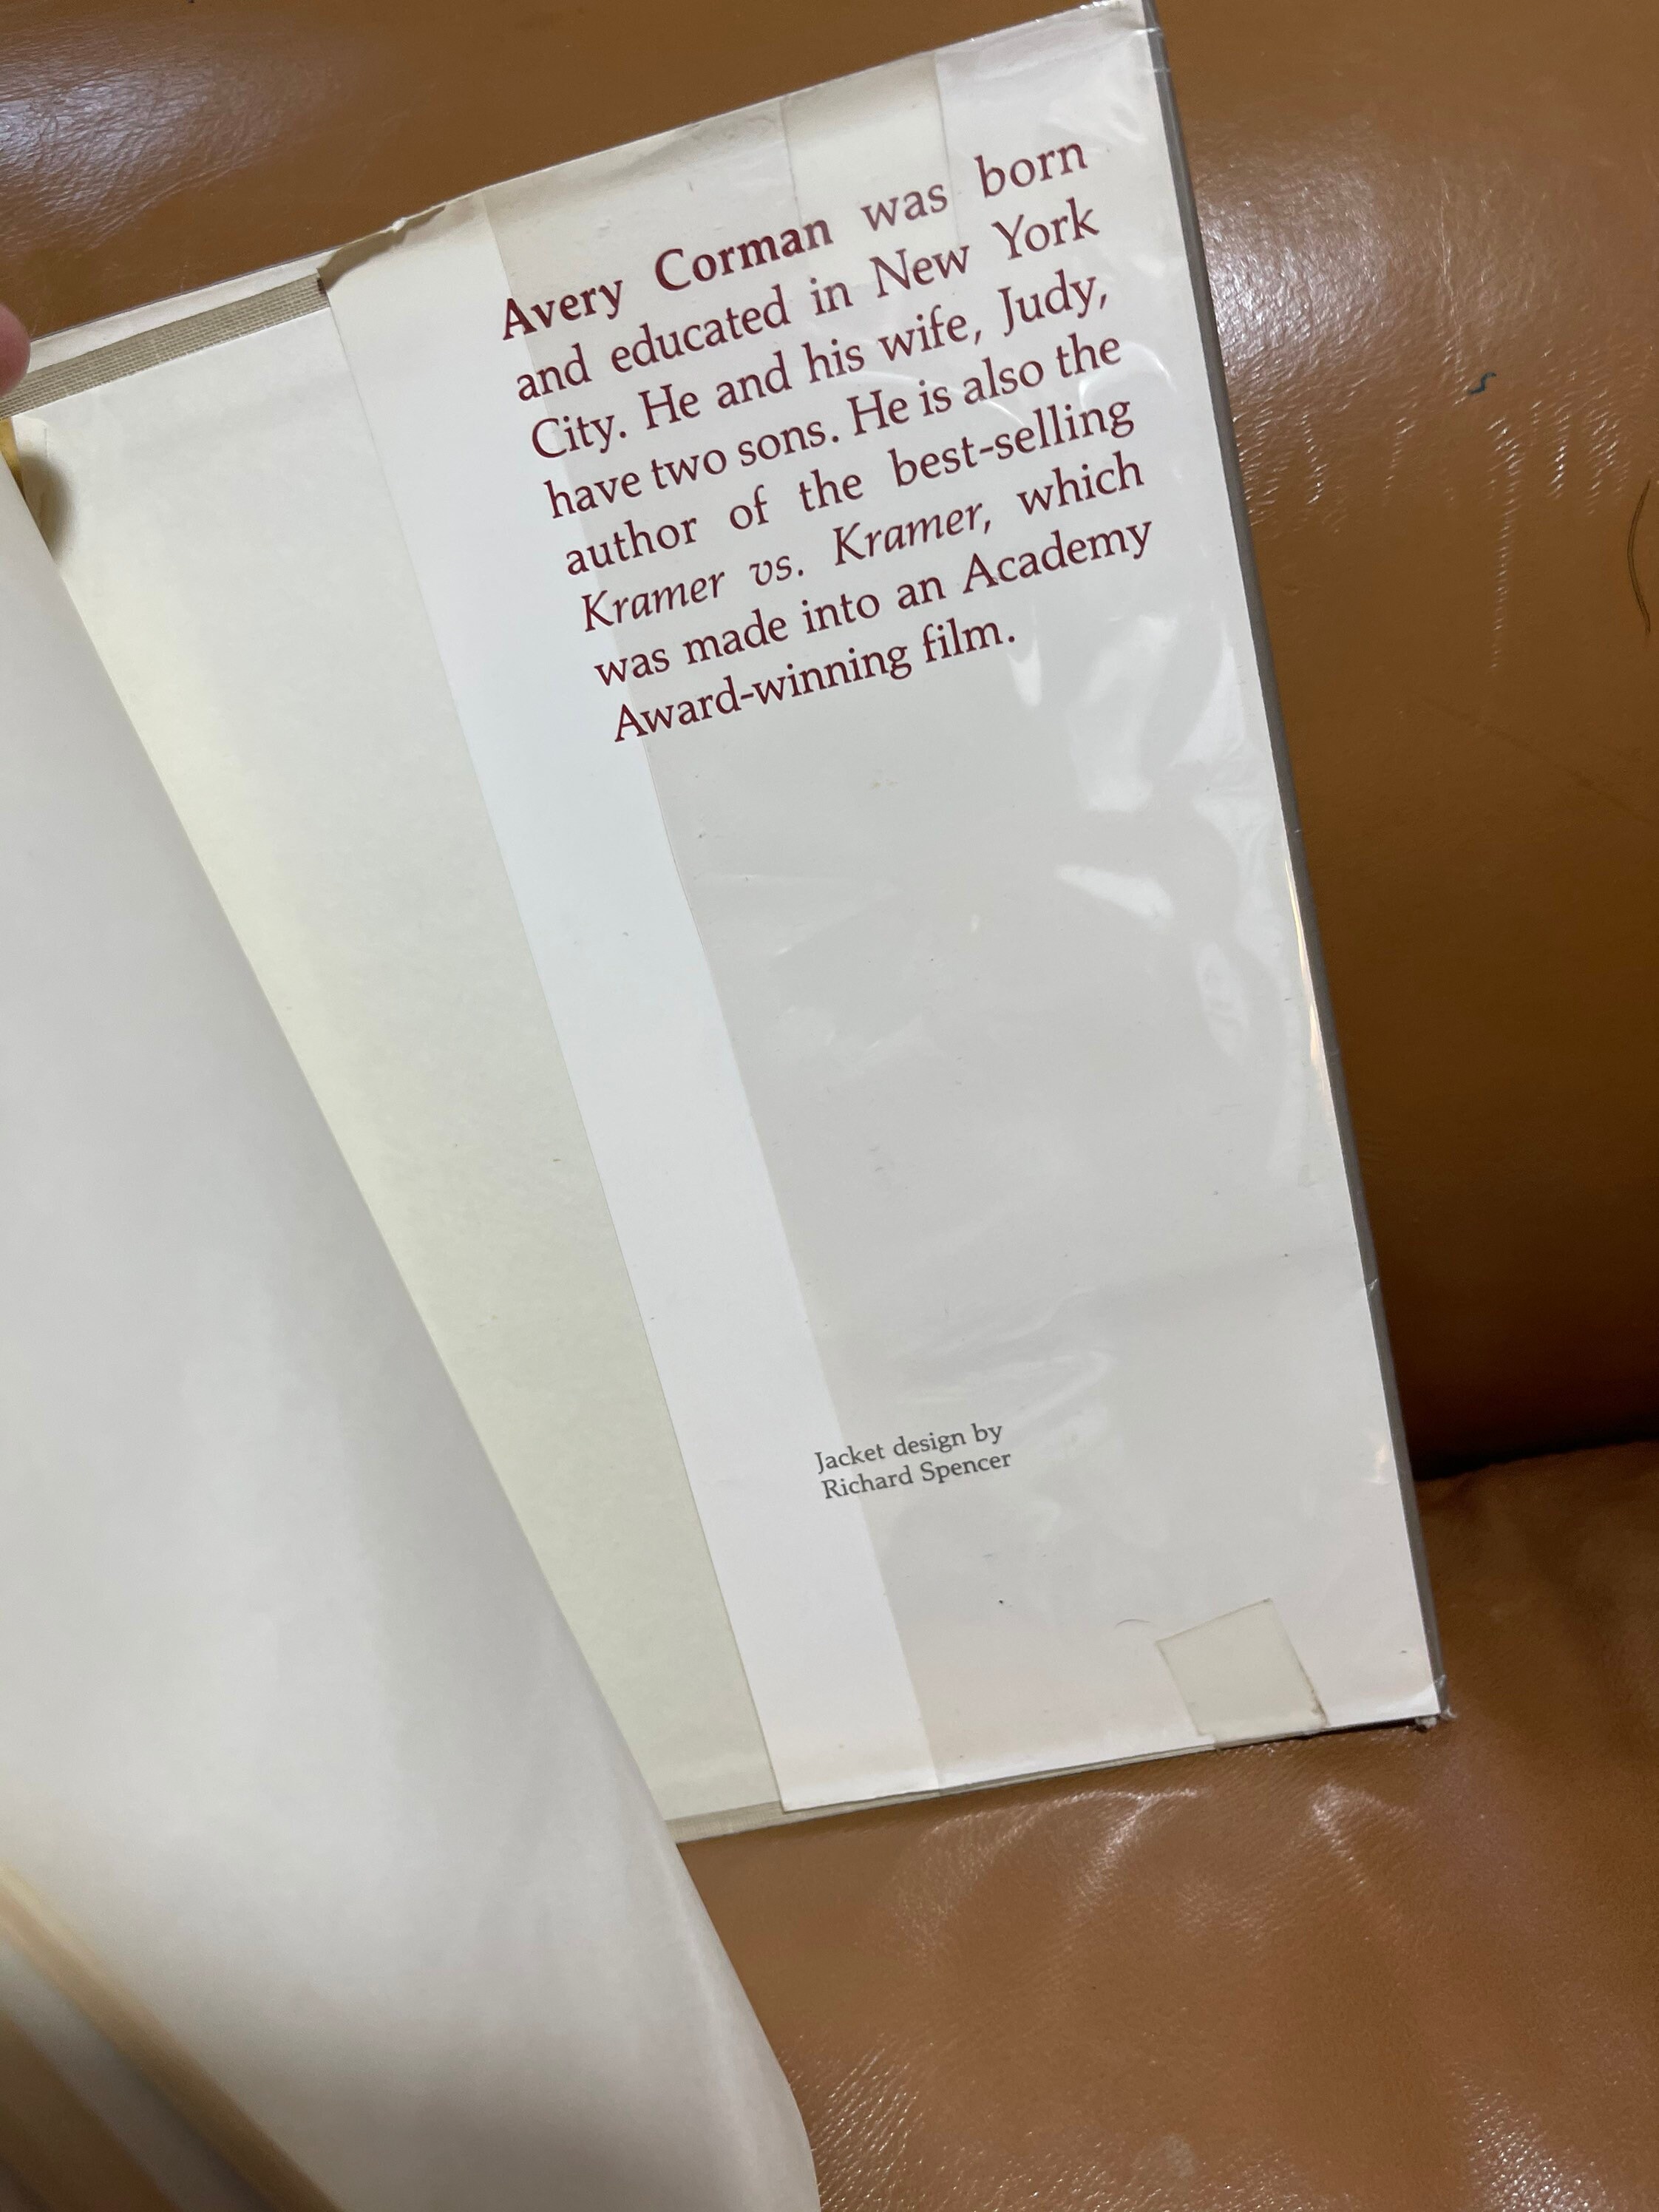 Avery Corman was born
and educated in New York
City. He and his wife, Judy,
have two sons. He is also the
author of the best-selling
Kramer vs. Kramer, which
was made into an Academy
Award-winning film.
Jacket design by
Richard Spencer